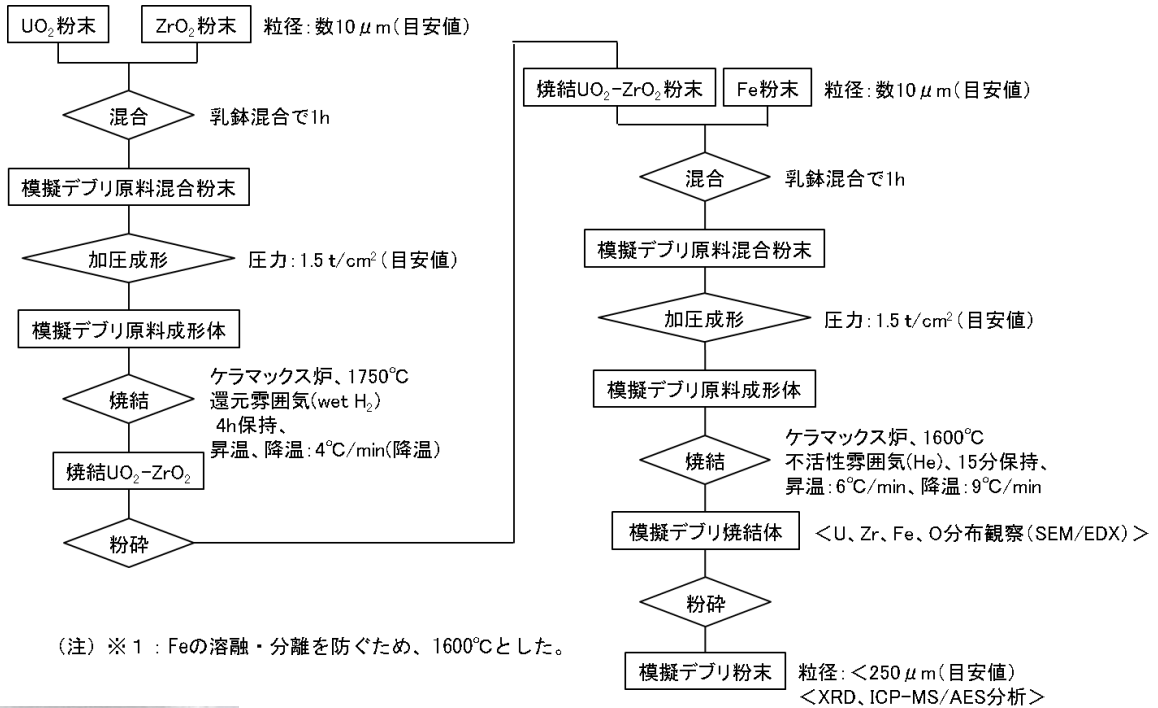 UO₂粉末
ZrO₂粉末
粒径：数10μm（目安値）
混合
乳鉢混合で1h
模擬デブリ原料混合粉末
加圧成形
圧力：1.5 t/cm²（目安値）
模擬デブリ原料成形体
焼結
ケラマックス炉、1750℃
還元雰囲気(wet H₂)
4h保持、
昇温、降温：4℃/min(降温)
焼結UO₂-ZrO₂
粉砕
焼結UO₂-ZrO₂粉末
Fe粉末
粒径：数10μm（目安値）
混合
乳鉢混合で1h
模擬デブリ原料混合粉末
加圧成形
圧力：1.5 t/cm²（目安値）
模擬デブリ原料成形体
焼結
ケラマックス炉、1600℃
不活性雰囲気(He)、15分保持、
昇温：6℃/min、降温：9℃/min
模擬デブリ焼結体
＜U、Zr、Fe、O分布観察（SEM/EDX）＞
粉砕
模擬デブリ粉末
粒径：＜250μm（目安値）
＜XRD、ICP-MS/AES分析＞
（注）※１：Feの溶融・分離を防ぐため、1600℃とした。